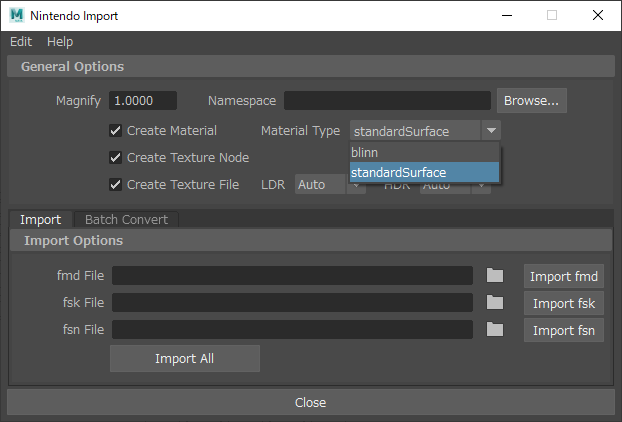 Nintendo Import
Edit Help
General Options
Magnify 1.0000 Namespace Browse...
Create Material Material Type standardSurface
blinn
Create Texture Node
standardSurface
Create Texture File LDR Auto HDR Auto
Import Batch Convert
Import Options
fmd File Import fmd
fsk File Import fsk
fsn File Import fsn
Import All
Close